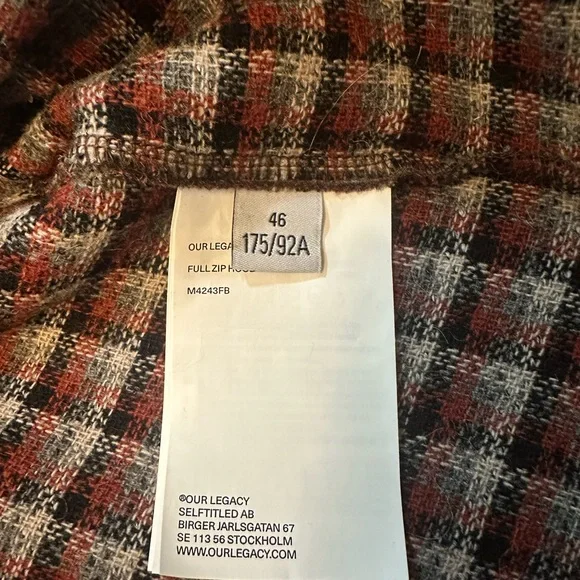 46
175/92A
OUR LEGA
FULL ZIP
M4243FB
®OUR LEGACY
SELFTITLED AB
BIRGER JARLSGATAN 67
SE 113 56 STOCKHOLM
WWW.OURLEGACY.COM